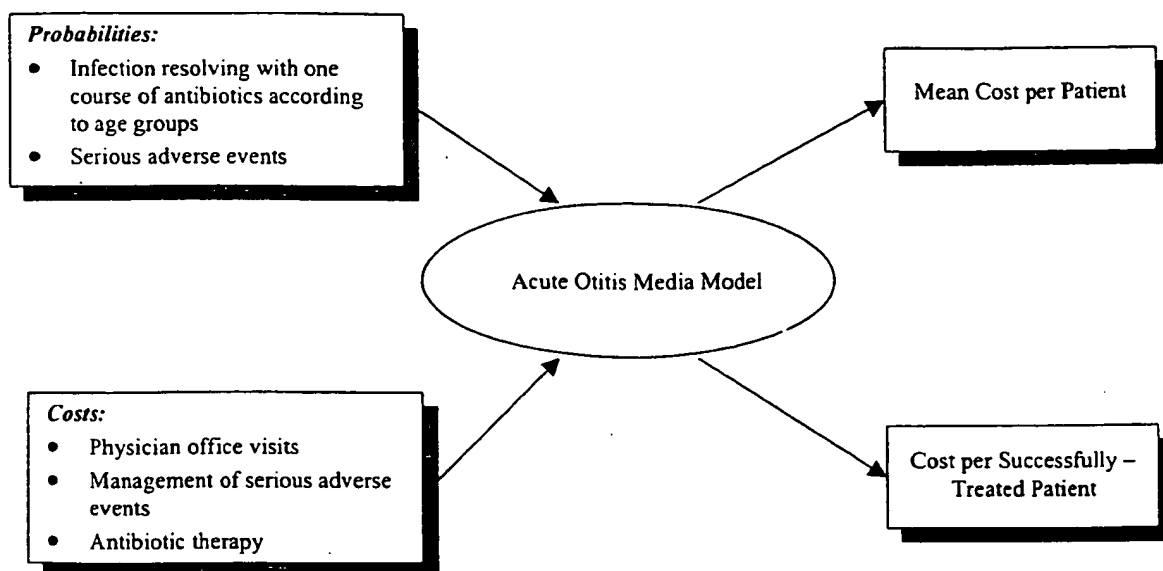 Probabilities:
• Infection resolving with one
course of antibiotics according
to age groups
• Serious adverse events
Mean Cost per Patient
Acute Otitis Media Model
Costs:
• Physician office visits
• Management of serious adverse
events
• Antibiotic therapy
Cost per Successfully –
Treated Patient